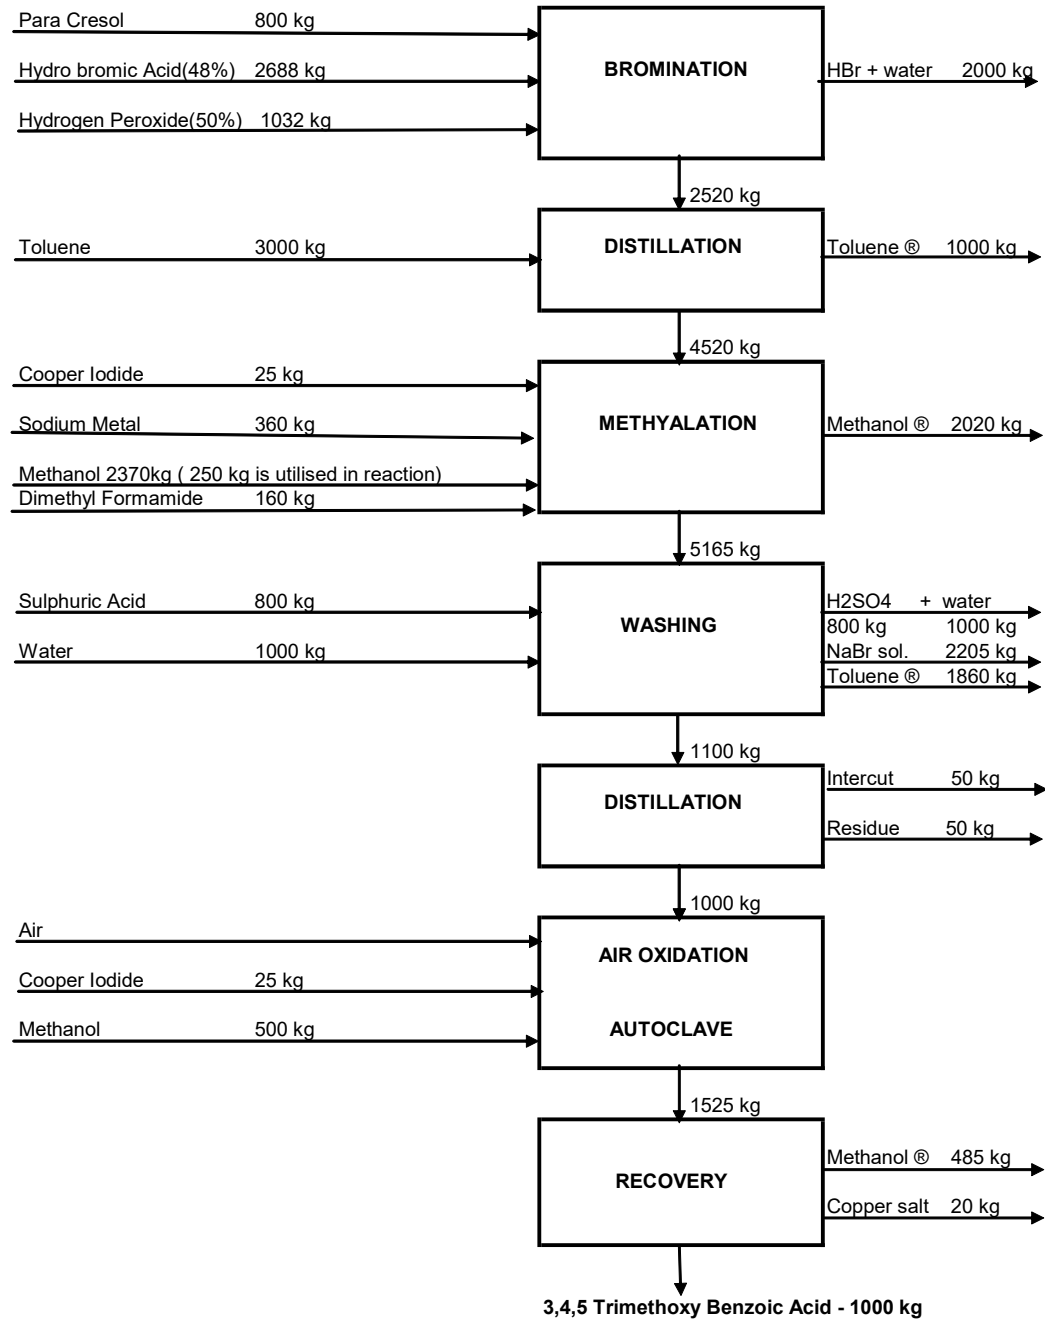 Para Cresol 800 kg
Hydro bromic Acid(48%) 2688 kg
Hydrogen Peroxide(50%) 1032 kg
BROMINATION
HBr + water 2000 kg
2520 kg
Toluene 3000 kg
DISTILLATION
Toluene ® 1000 kg
4520 kg
Cooper Iodide 25 kg
Sodium Metal 360 kg
Methanol 2370kg ( 250 kg is utilised in reaction)
Dimethyl Formamide 160 kg
METHYALATION
Methanol ® 2020 kg
5165 kg
Sulphuric Acid 800 kg
Water 1000 kg
WASHING
H2SO4 + water
800 kg 1000 kg
NaBr sol. 2205 kg
Toluene ® 1860 kg
1100 kg
DISTILLATION
Intercut 50 kg
Residue 50 kg
1000 kg
Air
Cooper Iodide 25 kg
Methanol 500 kg
AIR OXIDATION
AUTOCLAVE
1525 kg
RECOVERY
Methanol ® 485 kg
Copper salt 20 kg
3,4,5 Trimethoxy Benzoic Acid - 1000 kg